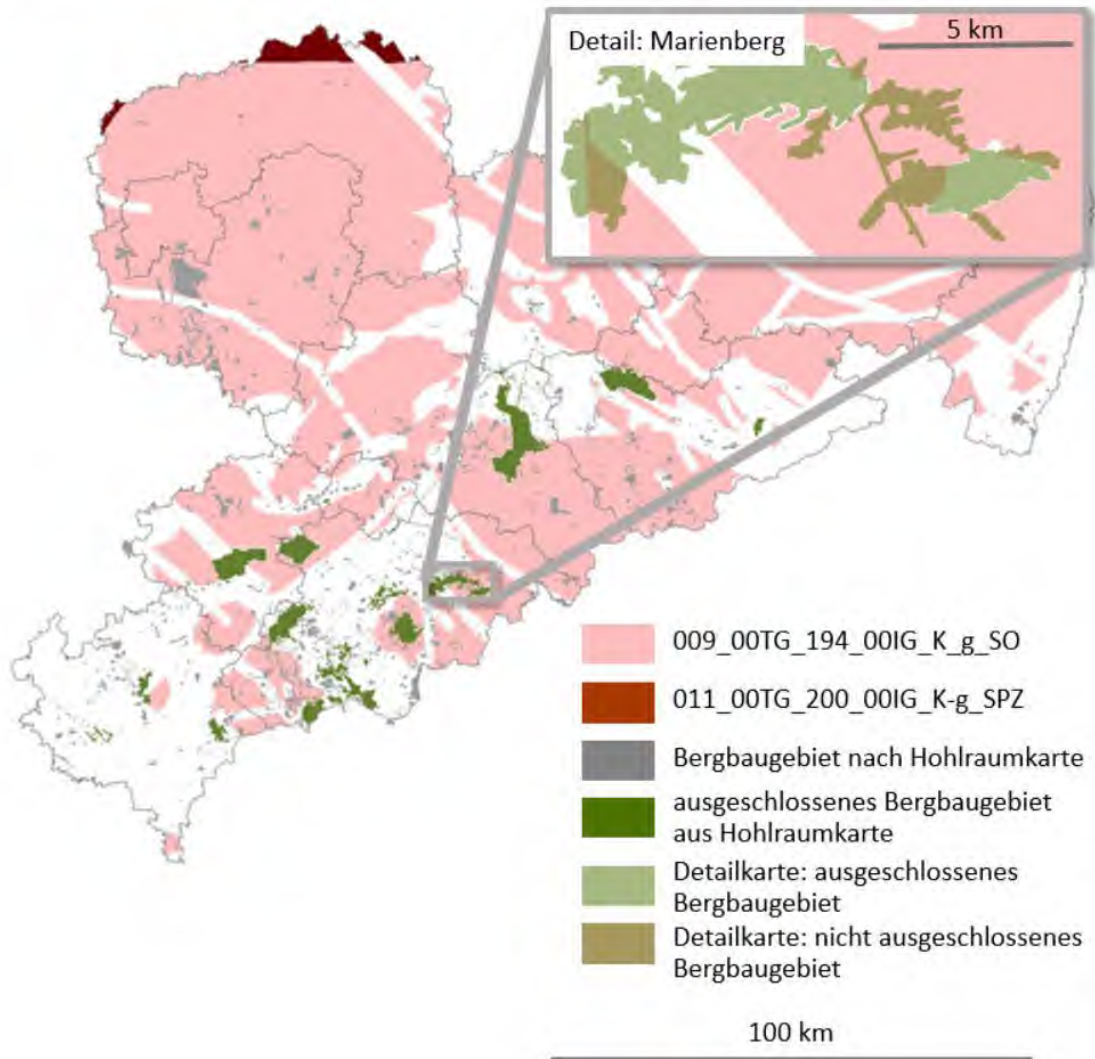 Detail: Marienberg
5 km
009_00TG_194_00IG_K_g_SO
011_00TG_200_00IG_K-g_SPZ
Bergbaugebiet nach Hohlraumkarte
ausgeschlossenes Bergbaugebiet
aus Hohlraumkarte
Detailkarte: ausgeschlossenes
Bergbaugebiet
Detailkarte: nicht ausgeschlossenes
Bergbaugebiet
100 km